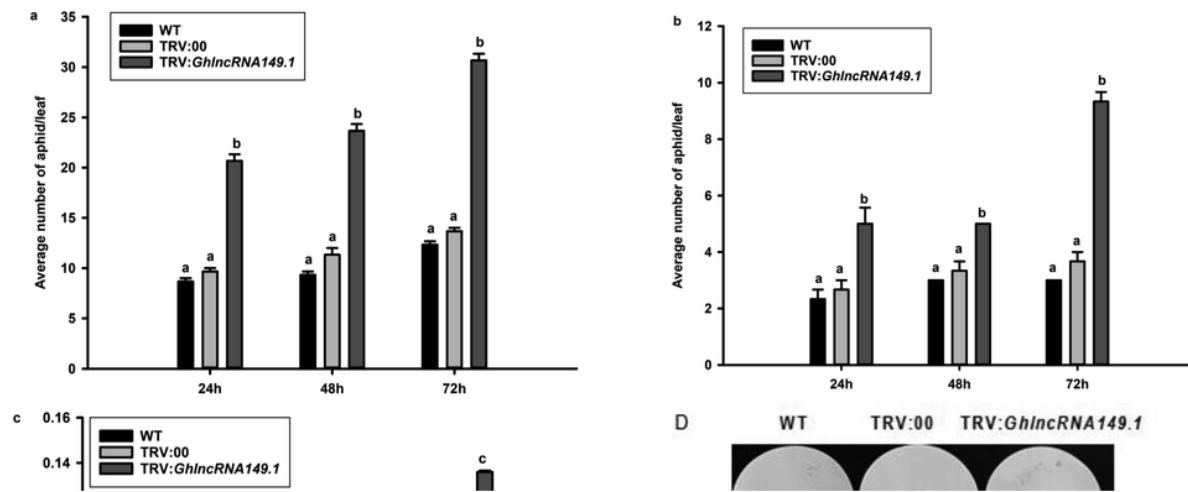 a
WT
TRV:00
TRV:GhlncRNA149.1
Average number of aphid/leaf
35
30
25
20
15
10
5
0
a
a
b
a
a
b
a
a
b
24h
48h
72h
b
WT
TRV:00
TRV:GhlncRNA149.1
Average number of aphid/leaf
12
10
8
6
4
2
0
a
a
b
a
a
b
a
a
b
24h
48h
72h
c
WT
TRV:00
TRV:GhlncRNA149.1
0.16
0.14
c
D
WT
TRV:00
TRV:GhlncRNA149.1